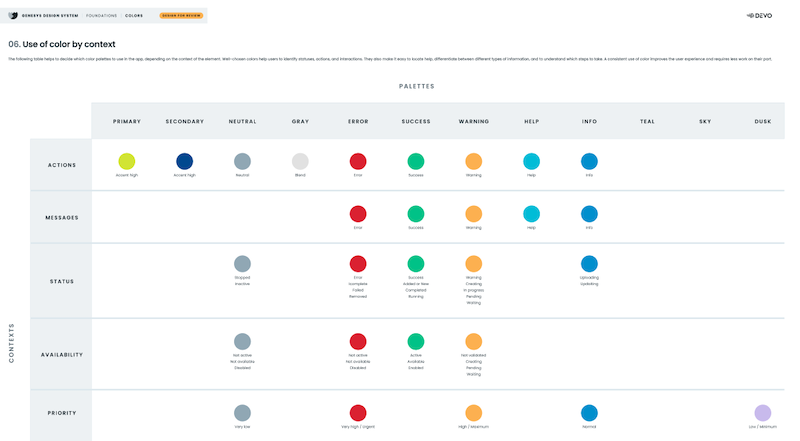 GENESYS DESIGN SYSTEM FOUNDATIONS COLORS DESIGN FOR REVIEW
DEVO
06. Use of color by context
The following table helps to decide which color palettes to use in the app, depending on the context of the element. With chosen colors help users to identify statuses, actions, and interactions. They also make it easy to locate help, differentiate between different types of information, and to understand which steps to take. A consistent use of color improves the user experience and requires less work on their part.
PALETTES
PRIMARY SECONDARY NEUTRAL GRAY ERROR SUCCESS WARNING HELP INFO TEAL SKY DUSK
CONTEXTS
ACTIONS
Accent high Accent high Neutral Blend Error Success Warning Help Info
MESSAGES
Error Success Warning Help Info
STATUS
Stopped Error Success Warning Uploading
Inactive Incomplete Added or New Creating Updating
Failed Completed In progress
Removed Running Pending
Waiting
AVAILABILITY
Not active Not active Active Not validated
Not available Not available Available Creating
Disabled Disabled Enabled Pending
Waiting
PRIORITY
Very low Very high / Urgent High / Maximum Normal Low / Minimum